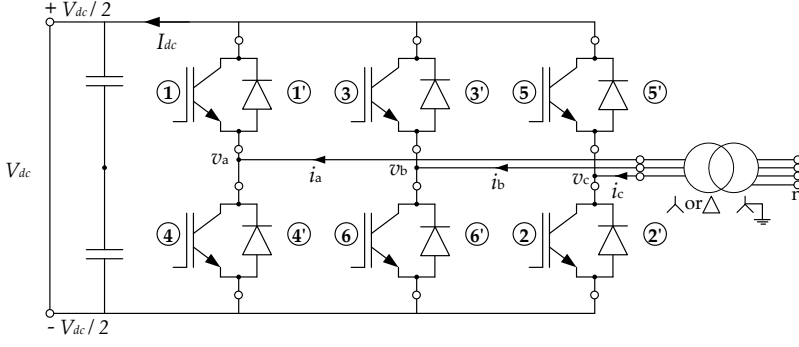 + Vdc/2
Idc
① ①' ③ ③' ⑤ ⑤'
Vdc
va
ia
vb
ib
vc
ic
n
⅄ or △
④ ④' ⑥ ⑥' ② ②'
- Vdc/2